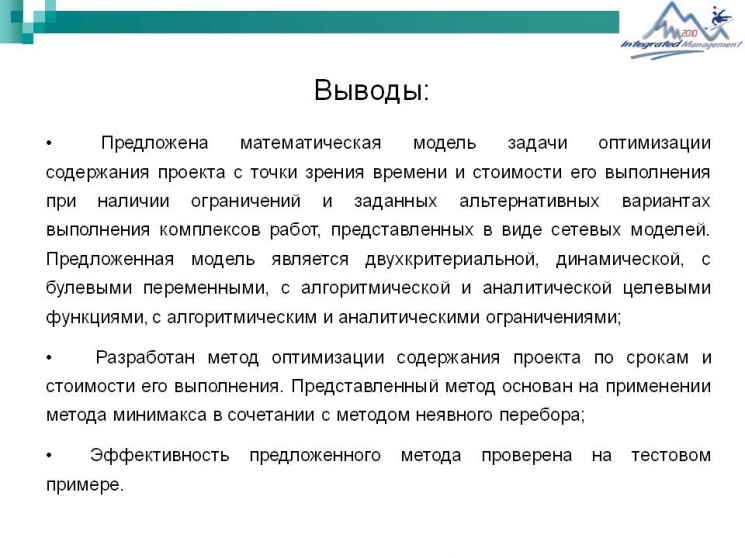 2010
Integrated Management
Выводы:
• Предложена математическая модель задачи оптимизации
содержания проекта с точки зрения времени и стоимости его выполнения
при наличии ограничений и заданных альтернативных вариантах
выполнения комплексов работ, представленных в виде сетевых моделей.
Предложенная модель является двухкритериальной, динамической, с
булевыми переменными, с алгоритмической и аналитической целевыми
функциями, с алгоритмическим и аналитическими ограничениями;
• Разработан метод оптимизации содержания проекта по срокам и
стоимости его выполнения. Представленный метод основан на применении
метода минимакса в сочетании с методом неявного перебора;
• Эффективность предложенного метода проверена на тестовом
примере.